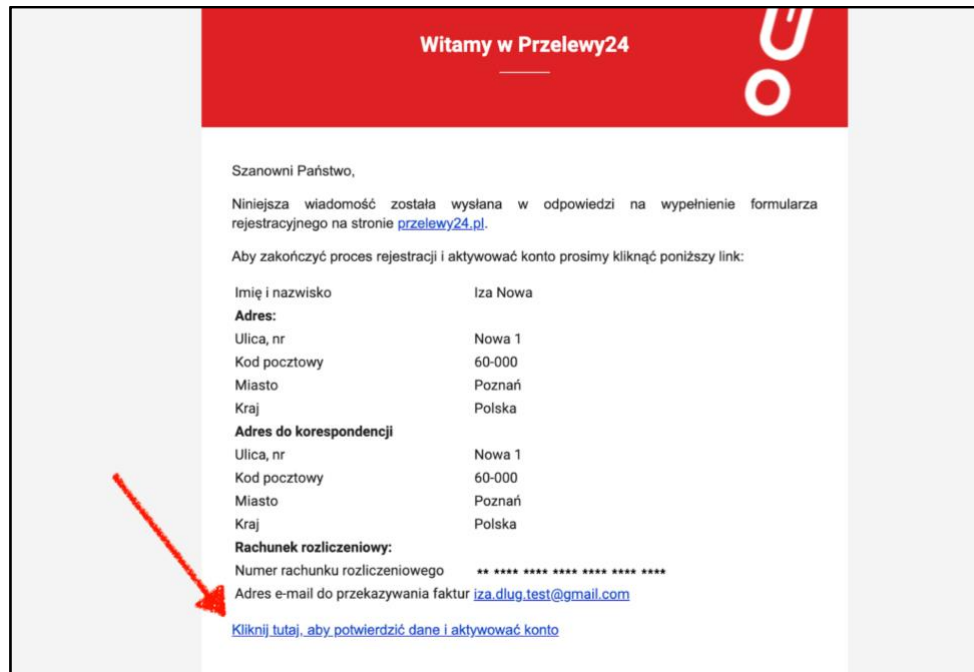 Witamy w Przelewy24
Szanowni Państwo,
Niniejsza wiadomość została wysłana w odpowiedzi na wypełnienie formularza
rejestracyjnego na stronie przelewy24.pl.
Aby zakończyć proces rejestracji i aktywować konto prosimy kliknąć poniższy link:
Imię i nazwisko Iza Nowa
Adres:
Ulica, nr Nowa 1
Kod pocztowy 60-000
Miasto Poznań
Kraj Polska
Adres do korespondencji
Ulica, nr Nowa 1
Kod pocztowy 60-000
Miasto Poznań
Kraj Polska
Rachunek rozliczeniowy:
Numer rachunku rozliczeniowego ** **** **** **** **** **** ****
Adres e-mail do przekazywania faktur iza.dlug.test@gmail.com
Kliknij tutaj, aby potwierdzić dane i aktywować konto